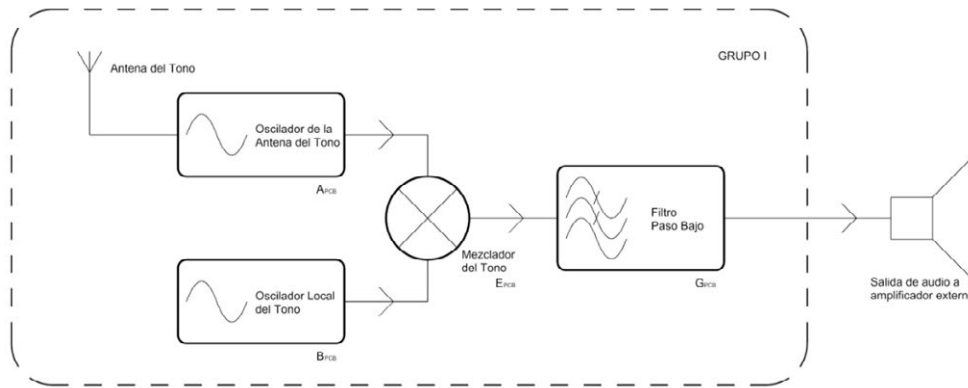 GRUPO I
Antena del Tono
Oscilador de la
Antena del Tono
APCB
Mezclador
del Tono
EPCB
Filtro
Paso Bajo
GPCB
Oscilador Local
del Tono
BPCB
Salida de audio a
amplificador extern